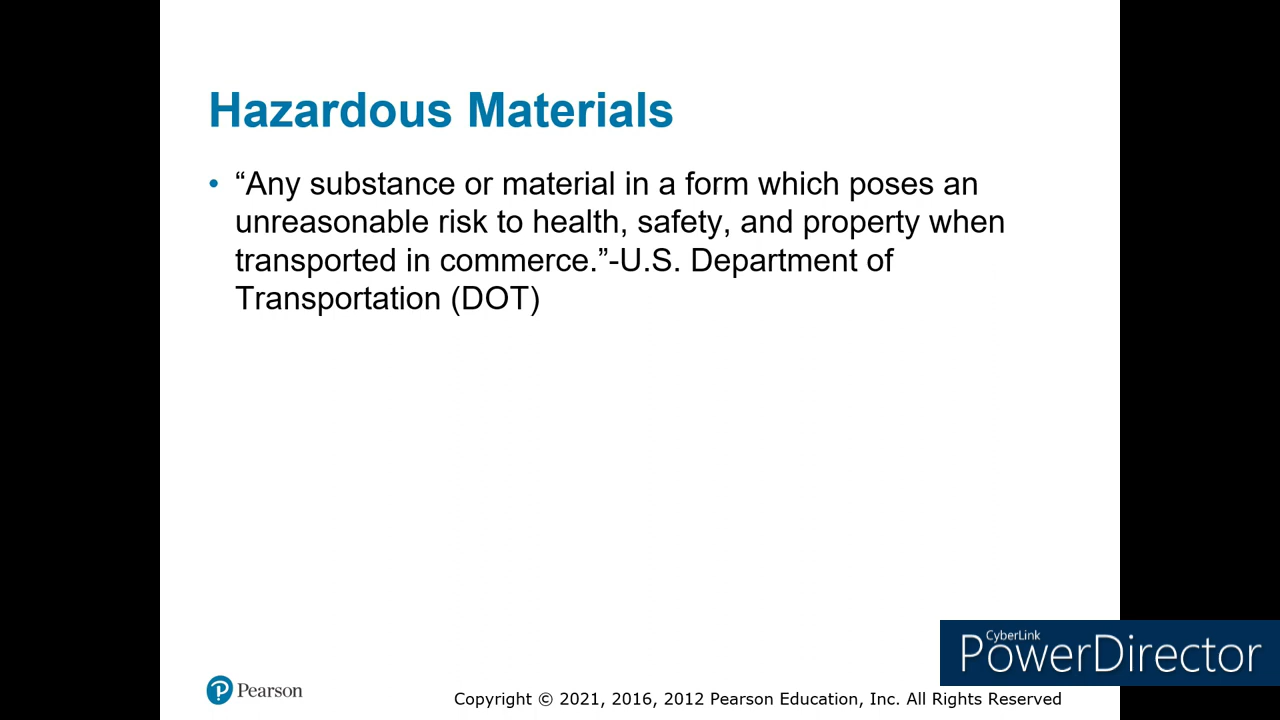 Hazardous Materials
• “Any substance or material in a form which poses an
unreasonable risk to health, safety, and property when
transported in commerce.”-U.S. Department of
Transportation (DOT)
CyberLink
PowerDirector
Pearson
Copyright © 2021, 2016, 2012 Pearson Education, Inc. All Rights Reserved